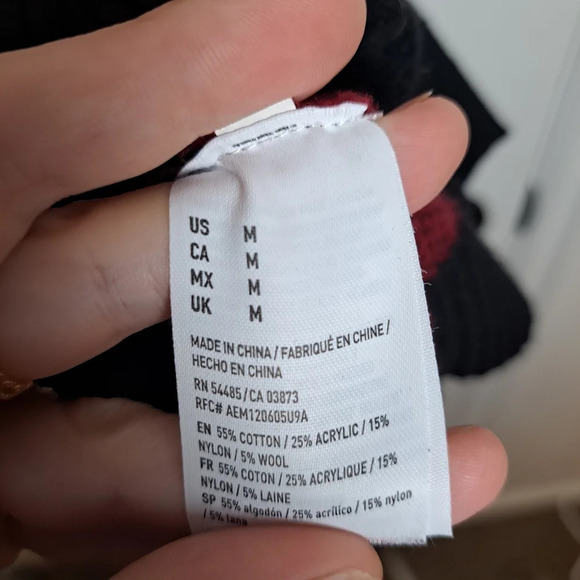 US M
CA M
MX M
UK M
MADE IN CHINA / FABRIQUÉ EN CHINE /
HECHO EN CHINA
RN 54485 / CA 03873
RFC# AEM120605U9A
EN 55% COTTON / 25% ACRYLIC / 15%
NYLON / 5% WOOL
FR 55% COTON / 25% ACRYLIQUE / 15%
NYLON / 5% LAINE
SP 55% algodón / 25% acrílico / 15% nylon
/ 5% lana